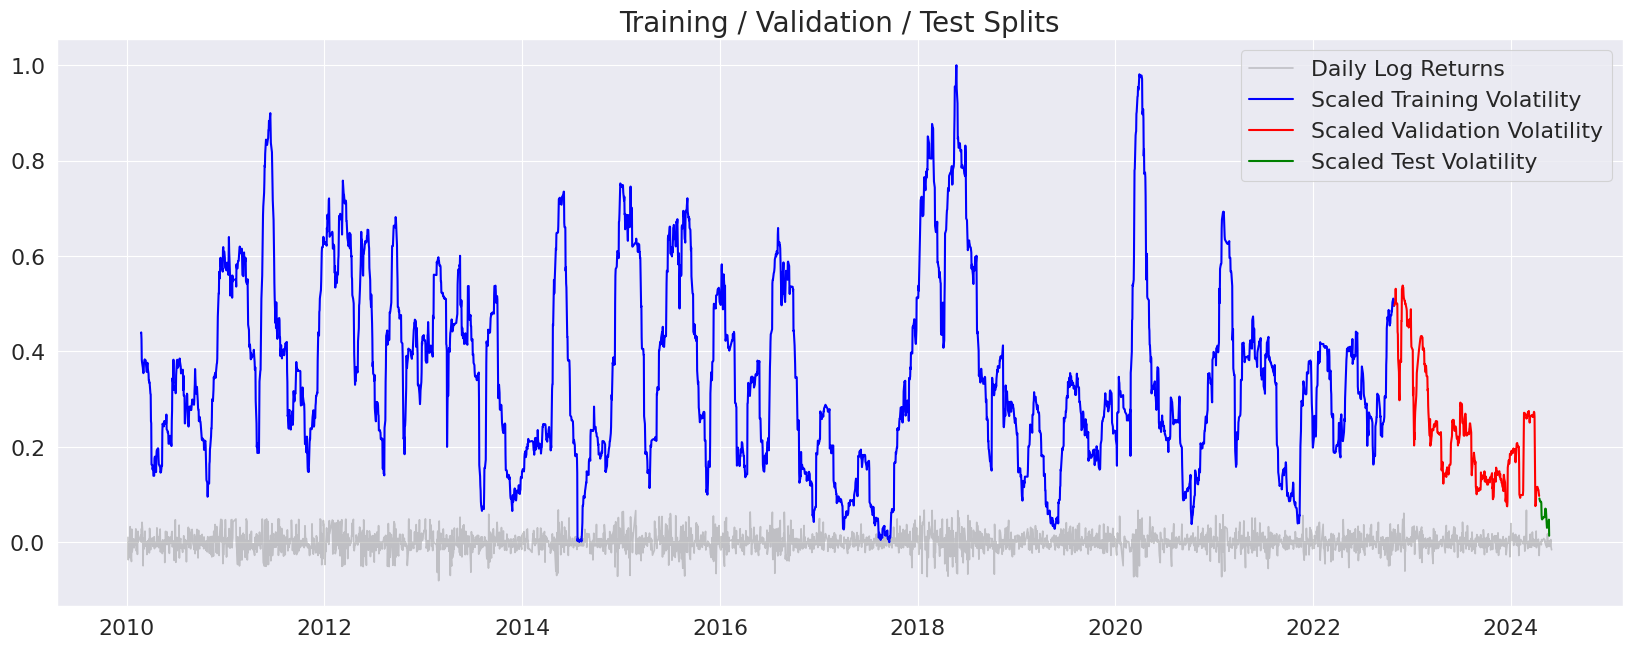 Training / Validation / Test Splits
Daily Log Returns
Scaled Training Volatility
Scaled Validation Volatility
Scaled Test Volatility
1.0
0.8
0.6
0.4
0.2
0.0
2010 2012 2014 2016 2018 2020 2022 2024